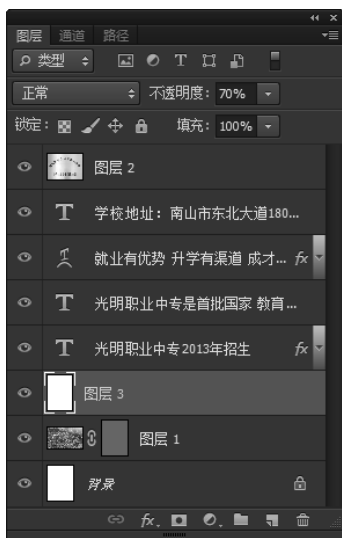 图层 通道 路径
类型
正常 不透明度: 70%
锁定: 填充: 100%
图层 2
T 学校地址：南山市东北大道180...
就业有优势 升学有渠道 成才... fx
T 光明职业中专是首批国家 教育...
T 光明职业中专2013年招生 fx
图层 3
图层 1
背景
fx.